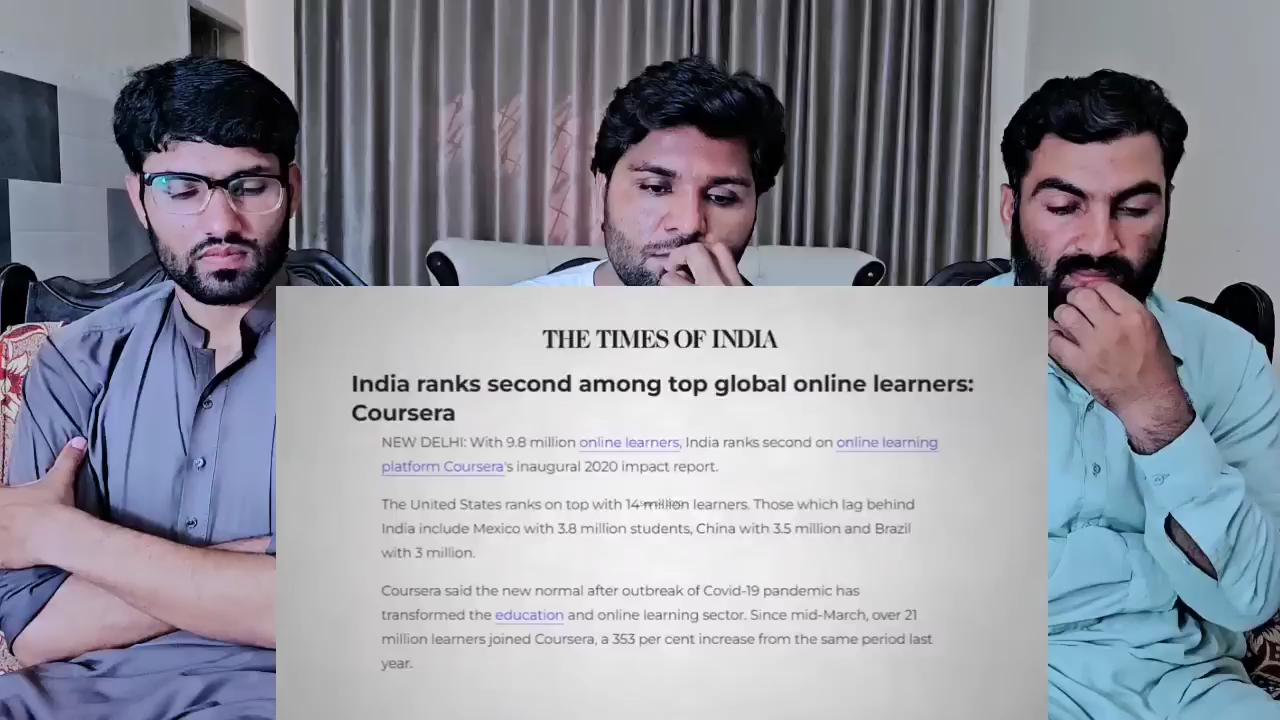 THE TIMES OF INDIA
India ranks second among top global online learners:
Coursera
NEW DELHI: With 9.8 million online learners, India ranks second on online learning
platform Coursera's inaugural 2020 impact report.
The United States ranks on top with 14 million learners. Those which lag behind
India include Mexico with 3.8 million students, China with 3.5 million and Brazil
with 3 million.
Coursera said the new normal after outbreak of Covid-19 pandemic has
transformed the education and online learning sector. Since mid-March, over 21
million learners joined Coursera, a 353 per cent increase from the same period last
year.